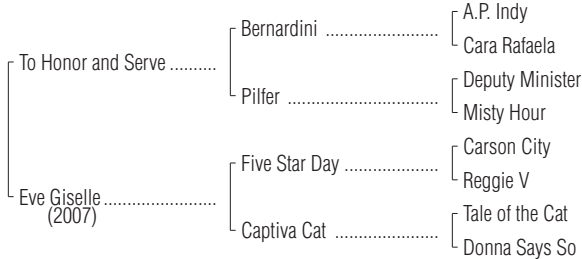 A.P. Indy
Bernardini ..........................
Cara Rafaela
To Honor and Serve ..........
Deputy Minister
Pilfer ...................................
Misty Hour
Carson City
Five Star Day ......................
Reggie V
Eve Giselle ..........................
(2007)
Tale of the Cat
Captiva Cat ........................
Donna Says So